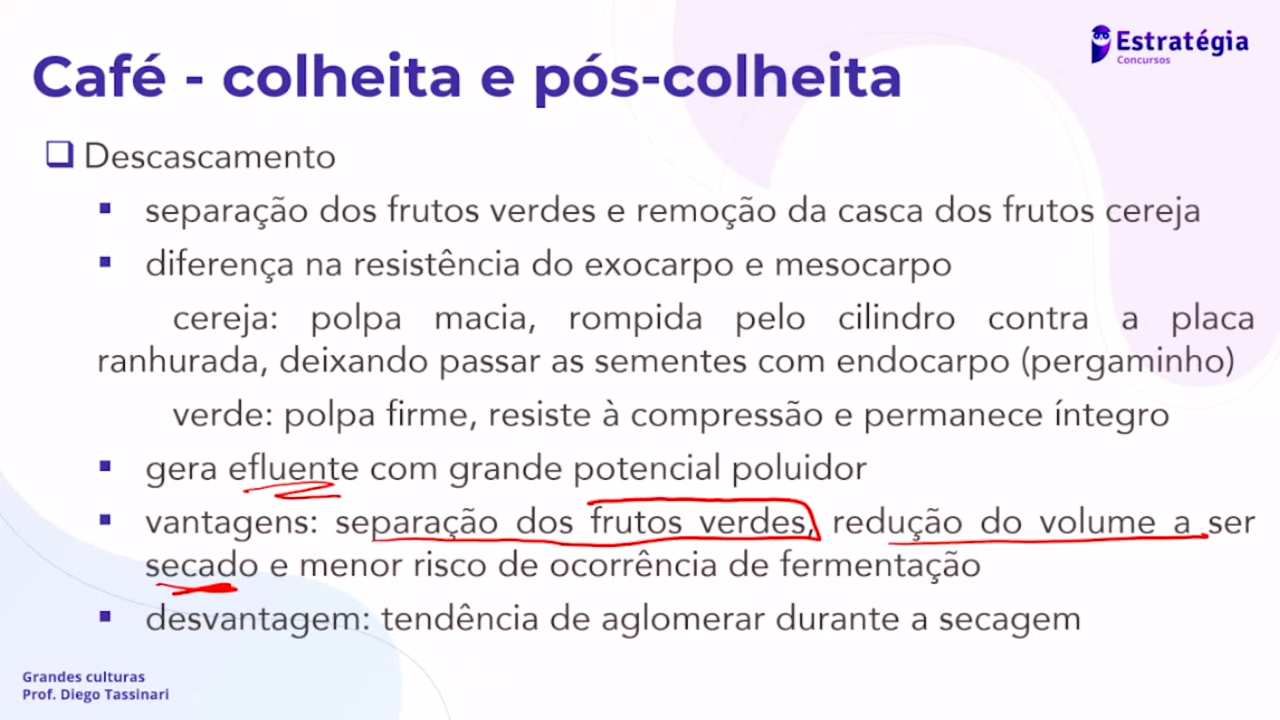 Estratégia
Concursos
Café - colheita e pós-colheita
Descascamento
separação dos frutos verdes e remoção da casca dos frutos cereja
diferença na resistência do exocarpo e mesocarpo
cereja: polpa macia, rompida pelo cilindro contra a placa
ranhurada, deixando passar as sementes com endocarpo (pergaminho)
verde: polpa firme, resiste à compressão e permanece íntegro
gera efluente com grande potencial poluidor
vantagens: separação dos frutos verdes, redução do volume a ser
secado e menor risco de ocorrência de fermentação
desvantagem: tendência de aglomerar durante a secagem
Grandes culturas
Prof. Diego Tassinari